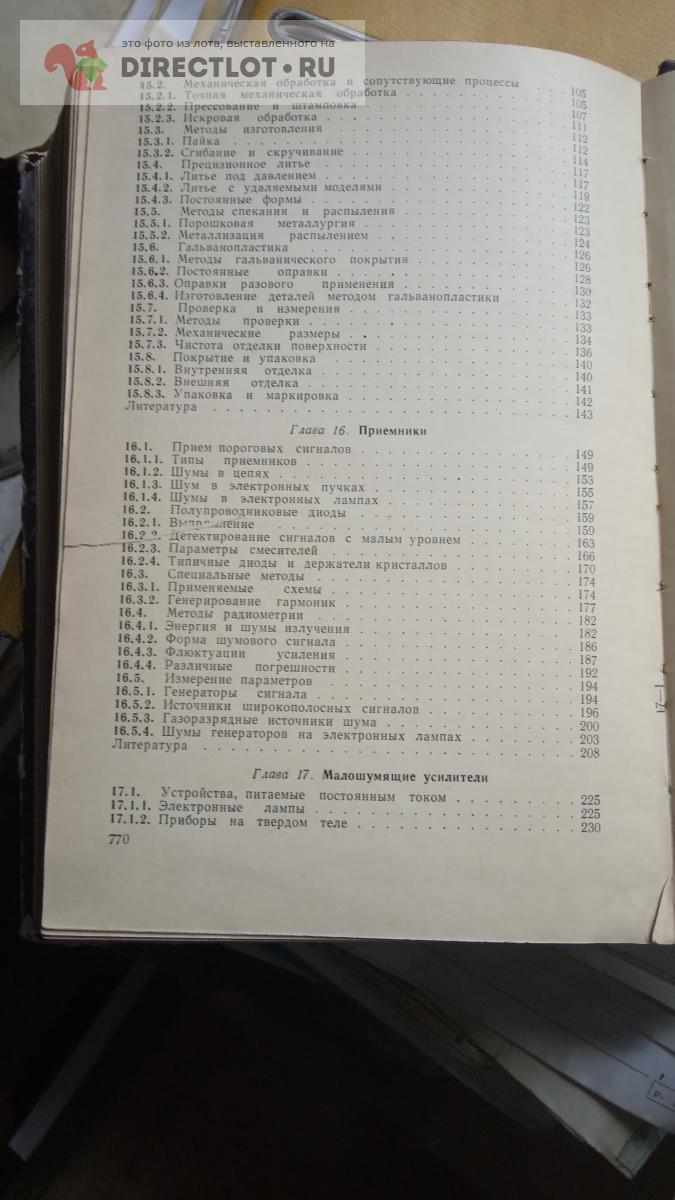 это фото из лота, выставленного на
DIRECTLOT.RU
15.2. Механическая обработка и сопутствующие процессы 105
15.2.1. Точная механическая обработка 105
15.2.2. Прессование и штамповка 107
15.2.3. Искровая обработка 111
15.3. Методы изготовления 112
15.3.1. Пайка 112
15.3.2. Сгибание и скручивание 114
15.4. Прецизионное литье 117
15.4.1. Литье под давлением 117
15.4.2. Литье с удаляемыми моделями 119
15.4.3. Постоянные формы 122
15.5. Методы спекания и распыления 123
15.5.1. Порошковая металлургия 123
15.5.2. Металлизация распылением 124
15.6. Гальванопластика 126
15.6.1. Методы гальванического покрытия 126
15.6.2. Постоянные оправки 128
15.6.3. Оправки разового применения 130
15.6.4. Изготовление деталей методом гальванопластики 132
15.7. Проверка и измерения 133
15.7.1. Методы проверки 133
15.7.2. Механические размеры 134
15.7.3. Чистота отделки поверхности 136
15.8. Покрытие и упаковка 140
15.8.1. Внутренняя отделка 140
15.8.2. Внешняя отделка 141
15.8.3. Упаковка и маркировка 142
Литература 143
Глава 16. Приемники
16.1. Прием пороговых сигналов 149
16.1.1. Типы приемников 149
16.1.2. Шумы в цепях 153
16.1.3. Шум в электронных пучках 155
16.1.4. Шумы в электронных лампах 157
16.2. Полупроводниковые диоды 159
16.2.1. Выпрямление 159
16.2.2. Детектирование сигналов с малым уровнем 163
16.2.3. Параметры смесителей 166
16.2.4. Типичные диоды и держатели кристаллов 170
16.3. Специальные методы 174
16.3.1. Применяемые схемы 174
16.3.2. Генерирование гармоник 177
16.4. Методы радиометрии 182
16.4.1. Энергия и шумы излучения 182
16.4.2. Форма шумового сигнала 186
16.4.3. Флюктуации усиления 187
16.4.4. Различные погрешности 192
16.5. Измерение параметров 194
16.5.1. Генераторы сигнала 194
16.5.2. Источники широкополосных сигналов 196
16.5.3. Газоразрядные источники шума 200
16.5.4. Шумы генераторов на электронных лампах 203
Литература 208
Глава 17. Малошумящие усилители
17.1. Устройства, питаемые постоянным током 225
17.1.1. Электронные лампы 225
17.1.2. Приборы на твердом теле 230
770